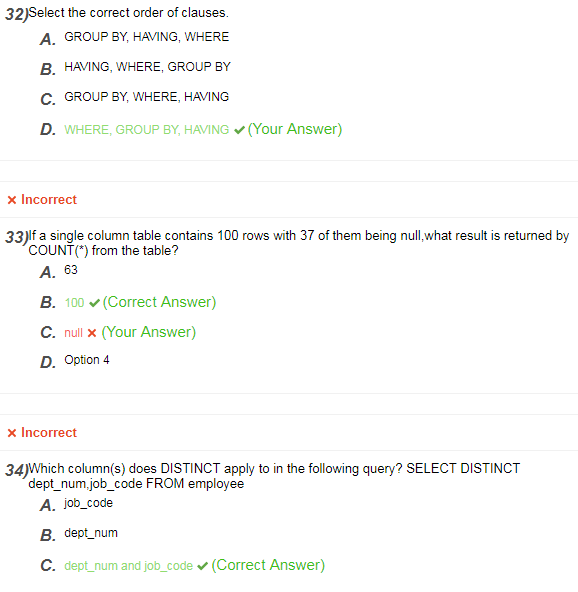 32)Select the correct order of clauses.
A. GROUP BY, HAVING, WHERE
B. HAVING, WHERE, GROUP BY
C. GROUP BY, WHERE, HAVING
D. WHERE, GROUP BY, HAVING ✔ (Your Answer)
✕ Incorrect
33)If a single column table contains 100 rows with 37 of them being null,what result is returned by
COUNT(*) from the table?
A. 63
B. 100 ✔ (Correct Answer)
C. null ✕ (Your Answer)
D. Option 4
✕ Incorrect
34)Which column(s) does DISTINCT apply to in the following query? SELECT DISTINCT
dept_num,job_code FROM employee
A. job_code
B. dept_num
C. dept_num and job_code ✔ (Correct Answer)